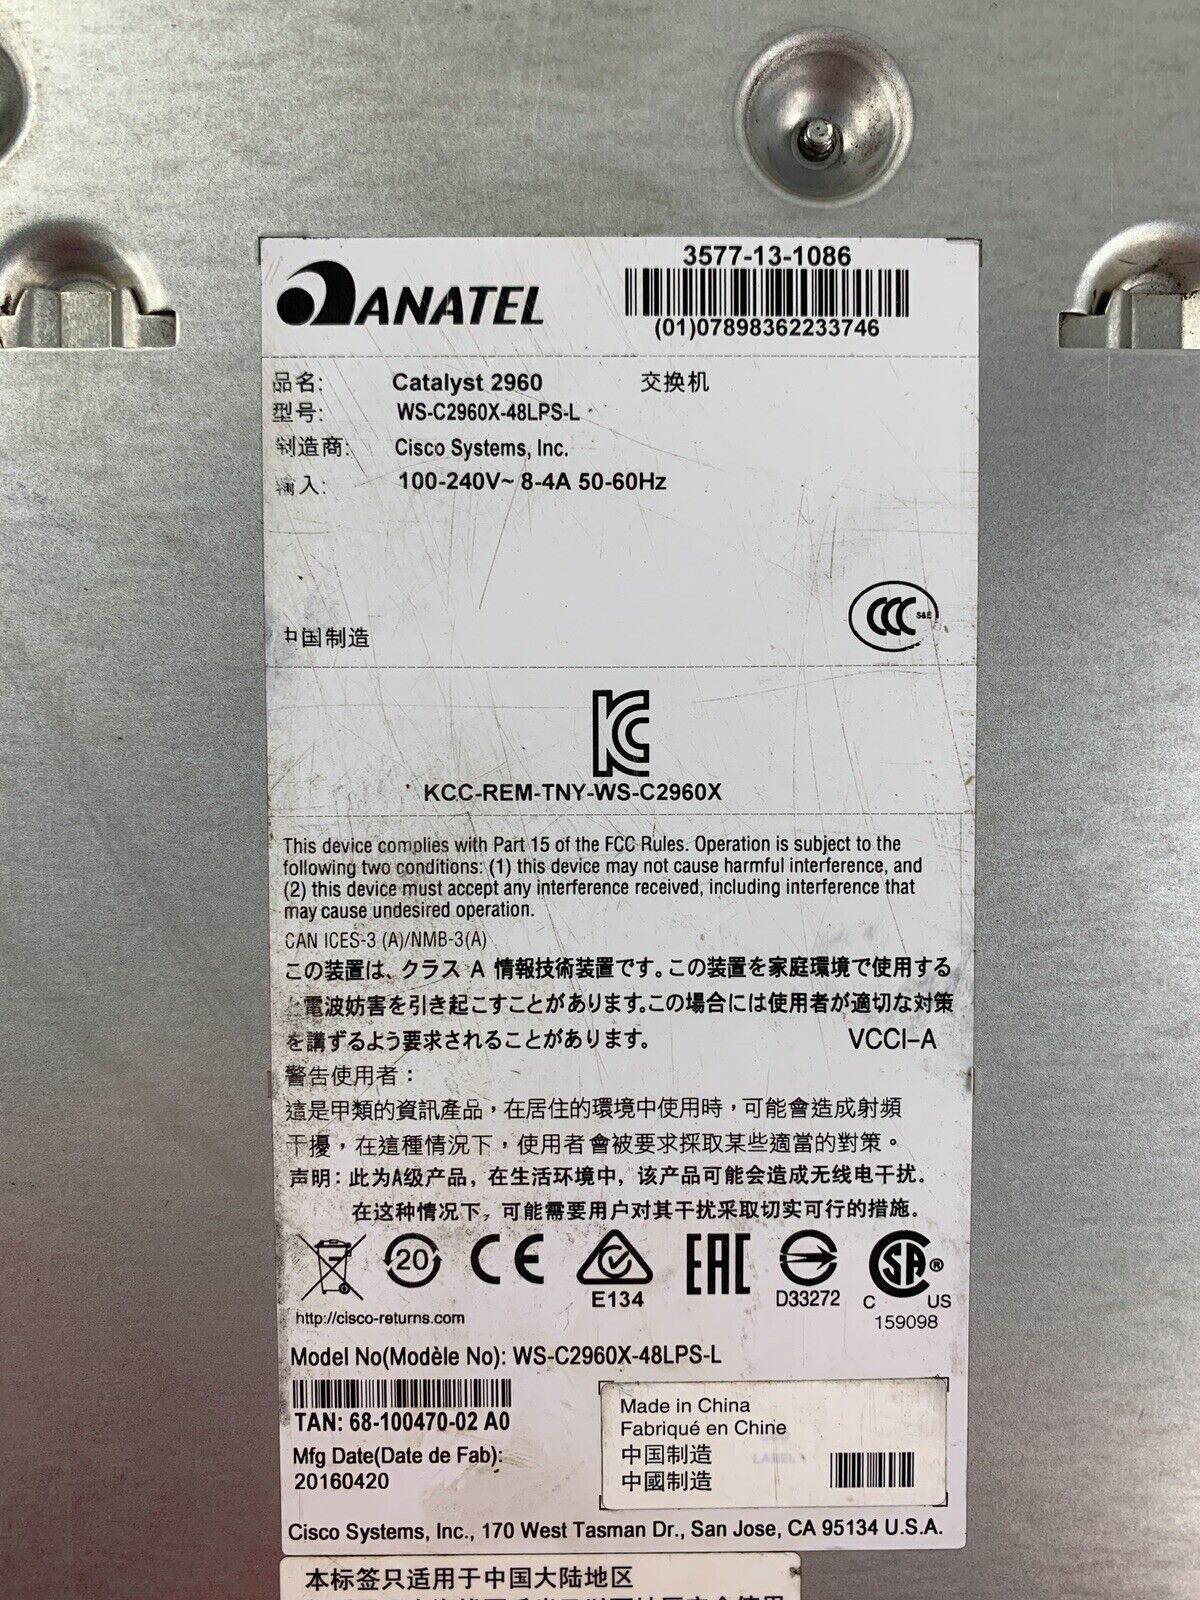 ANATEL
3577-13-1086
(01)07898362233746
品名: Catalyst 2960 交换机
型号: WS-C2960X-48LPS-L
制造商: Cisco Systems, Inc.
输入: 100-240V~ 8-4A 50-60Hz
中国制造
CCC S&E
KC
KCC-REM-TNY-WS-C2960X
This device complies with Part 15 of the FCC Rules. Operation is subject to the
following two conditions: (1) this device may not cause harmful interference, and
(2) this device must accept any interference received, including interference that
may cause undesired operation.
CAN ICES-3 (A)/NMB-3(A)
この装置は、クラス A 情報技術装置です。この装置を家庭環境で使用する
と電波妨害を引き起こすことがあります。この場合には使用者が適切な対策
を講ずるよう要求されることがあります。 VCCI-A
警告使用者：
這是甲類的資訊產品，在居住的環境中使用時，可能會造成射頻
干擾，在這種情況下，使用者會被要求採取某些適當的對策。
声明：此为A级产品，在生活环境中，该产品可能会造成无线电干扰。
在这种情况下，可能需要用户对其干扰采取切实可行的措施。
20 CE EAC SA®
E134 D33272 C US
http://cisco-returns.com 159098
Model No(Modèle No): WS-C2960X-48LPS-L
TAN: 68-100470-02 A0
Mfg Date(Date de Fab):
20160420
Made in China
Fabriqué en Chine
中国制造
中國製造
Cisco Systems, Inc., 170 West Tasman Dr., San Jose, CA 95134 U.S.A.
本标签只适用于中国大陆地区